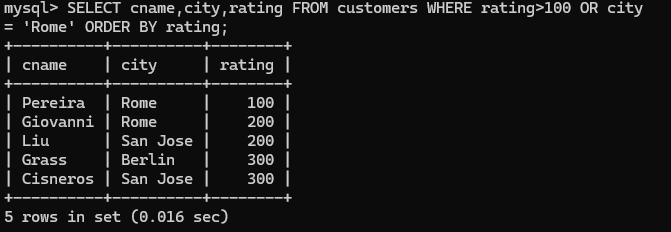 mysql> SELECT cname,city,rating FROM customers WHERE rating>100 OR city
= 'Rome' ORDER BY rating;
+----------+----------+--------+
| cname    | city     | rating |
+----------+----------+--------+
| Pereira  | Rome     |    100 |
| Giovanni | Rome     |    200 |
| Liu      | San Jose |    200 |
| Grass    | Berlin   |    300 |
| Cisneros | San Jose |    300 |
+----------+----------+--------+
5 rows in set (0.016 sec)